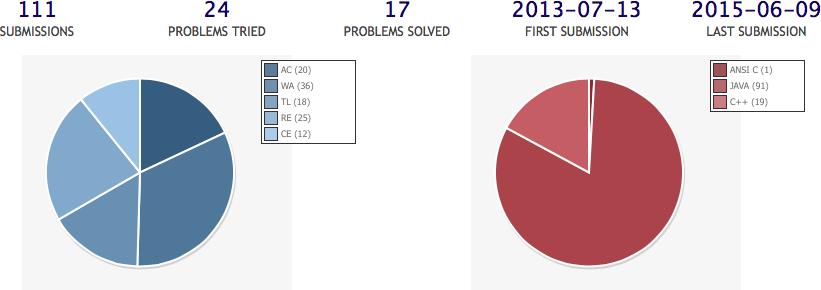 111 24 17 2013-07-13 2015-06-09
SUBMISSIONS PROBLEMS TRIED PROBLEMS SOLVED FIRST SUBMISSION LAST SUBMISSION
AC (20)
WA (36)
TL (18)
RE (25)
CE (12)
ANSI C (1)
JAVA (91)
C++ (19)